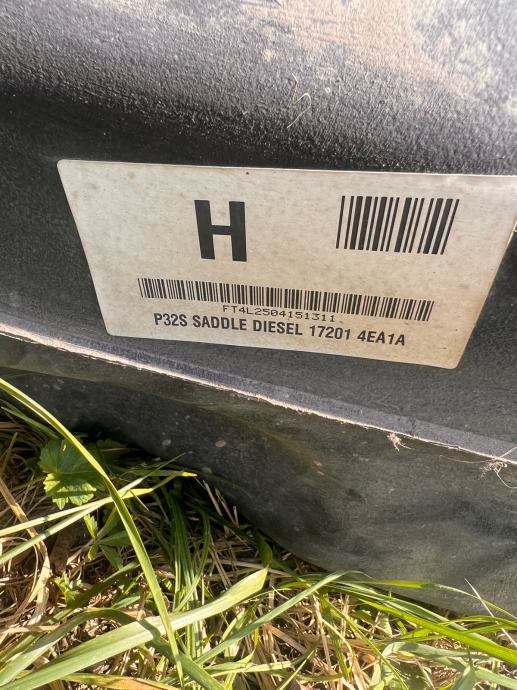 H
FT4L2504151311
P32S SADDLE DIESEL 17201 4EA1A